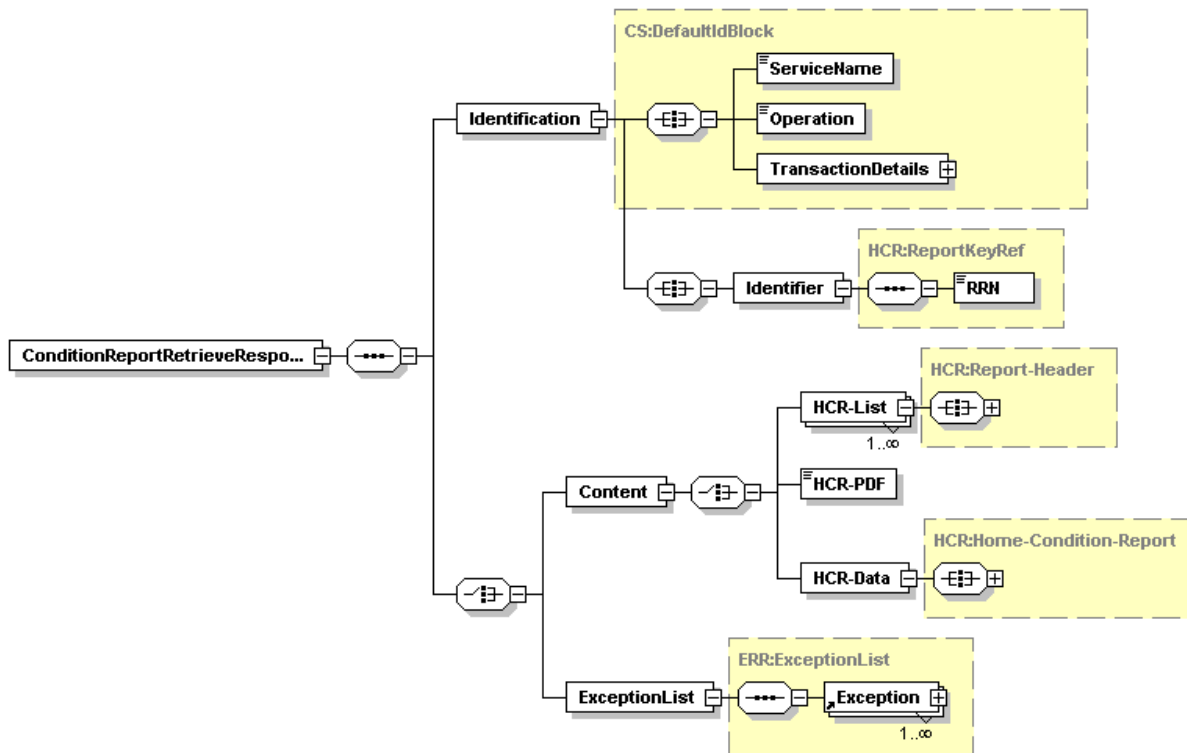 CS:DefaultIdBlock
ServiceName
Identification
Operation
TransactionDetails
HCR:ReportKeyRef
Identifier
RRN
ConditionReportRetrieveRespo...
HCR:Report-Header
HCR-List
1..∞
Content
HCR-PDF
HCR:Home-Condition-Report
HCR-Data
ERR:ExceptionList
ExceptionList
Exception
1..∞